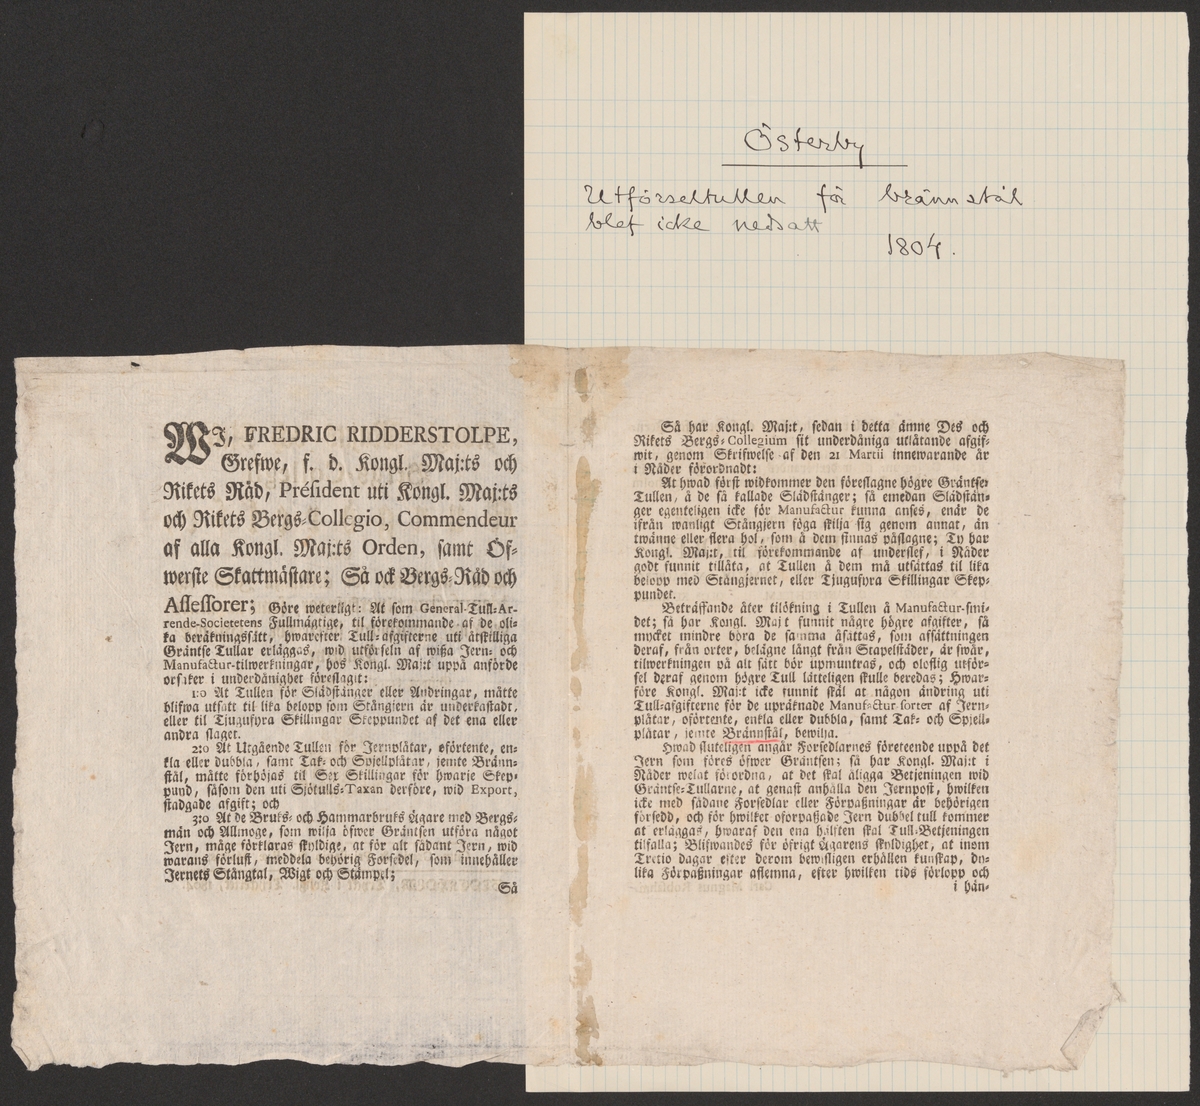 Österby
Utförseltullen för brännstål
blef icke nedsatt
1804.
WJ, FREDRIC RIDDERSTOLPE,
Grefwe, f. d. Kongl. Maj:ts och
Rikets Råd, Président uti Kongl. Maj:ts
och Rikets Bergs-Collegio, Commendeur
af alla Kongl. Maj:ts Orden, samt Öf-
werste Skattmästare; Så ock Bergs-Råd och
Assessorer; Göre weterligt: At som General-Tull-Ar-
rende-Societetens Fullmägtige, til förekommande af de oli-
ka beräkningssätt, hwarefter Tull-afgifterne uti åtskilliga
Gräntse Tullar erläggas, wid utförseln af wißa Jern- och
Manufactur-tilwerkningar, hos Kongl. Maj:t uppå anförde
orsaker i underdånighet föreslagit:
1:o At Tullen för Slädstänger eller Andringar, måtte
blifwa utsatt til lika belopp som Stångjern är underkastadt,
eller til Tjugufyra Skillingar Skeppundet af det ena eller
andra slaget.
2:o At Utgående Tullen för Jernplåtar, oförtente, en-
kla eller dubbla, samt Tak- och Spjellplåtar, jemte Bränn-
stål, måtte förhöjas til Sex Skillingar för hwarje Skep-
pund, såsom den uti Sjötulls-Taxan derföre, wid Export,
stadgade afgift; och
3:o At de Bruks- och Hammarbruks Ägare med Bergs-
män och Allmoge, som wilja öfwer Gräntsen utföra något
Jern, måge förklaras skyldige, at för alt sådant Jern, wid
warans förlust, meddela behörig Forsedel, som innehåller
Jernets Stångtal, Wigt och Stämpel;
Så
Så har Kongl. Maj:t, sedan i detta ämne Des och
Rikets Bergs-Collegium sit underdåniga utlåtande afgif-
wit, genom Skrifwelse af den 21 Martii innewarande år
i Nåder förordnadt:
At hwad först widkommer den föreslagne högre Gräntse-
Tullen, å de så kallade Slädstänger; så emedan Slädstän-
ger egenteligen icke för Manufactur kunna anses, enär de
ifrån wanligt Stångjern föga skilja sig genom annat, än
twänne eller flera hol, som å dem finnas påslagne; Ty har
Kongl. Maj:t, til förekommande af underslef, i Nåder
godt funnit tillåta, at Tullen å dem må utsättas til lika
belopp med Stångjernet, eller Tjugufyra Skillingar Skep-
pundet.
Beträffande åter tilökning i Tullen å Manufactur-smi-
det; så har Kongl. Maj t funnit några högre afgifter, så
mycket mindre böra de samma åsättas, som afsättningen
deraf, från orter, belägne långt från Stapelstäder, är swår,
tilwerkningen på alt sätt bör upmuntras, och oloflig utför-
sel deraf genom högre Tull lätteligen skulle beredas; Hwar-
före Kongl. Maj:t icke funnit skäl at någon ändring uti
Tull-afgifterne för de upräknade Manufactur sorter af Jern-
plåtar, oförtente, enkla eller dubbla, samt Tak- och Spjell-
plåtar, jemte Brännstål, bewilja.
Hwad sluteligen angår Forsedlarnes företeende uppå det
Jern som föres öfwer Gräntsen; så har Kongl. Maj:t i
Nåder welat förordna, at det skal åligga Betjeningen wid
Gräntse-Tullarne, at genast anhålla den Jernpost, hwilken
icke med sådane Forsedlar eller Förpaßningar är behörigen
försedd, och för hwilket oförpaßade Jern dubbel tull kommer
at erläggas, hwaraf den ena hälften skal Tull-Betjeningen
tilfalla; Blifwandes för öfrigt Ägarens skyldighet, at inom
Tretio dagar efter derom bewisligen erhållen kunskap, dy-
lika Förpaßningar aflemna, efter hwilken tids förlopp och
i hän-